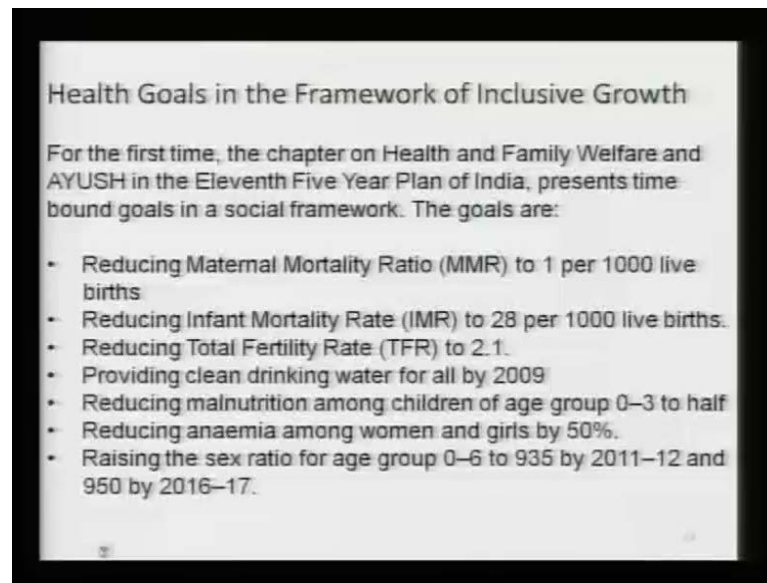 Health Goals in the Framework of Inclusive Growth
For the first time, the chapter on Health and Family Welfare and
AYUSH in the Eleventh Five Year Plan of India, presents time
bound goals in a social framework. The goals are:
• Reducing Maternal Mortality Ratio (MMR) to 1 per 1000 live
births
• Reducing Infant Mortality Rate (IMR) to 28 per 1000 live births.
• Reducing Total Fertility Rate (TFR) to 2.1.
• Providing clean drinking water for all by 2009
• Reducing malnutrition among children of age group 0–3 to half
• Reducing anaemia among women and girls by 50%.
• Raising the sex ratio for age group 0–6 to 935 by 2011–12 and
950 by 2016–17.